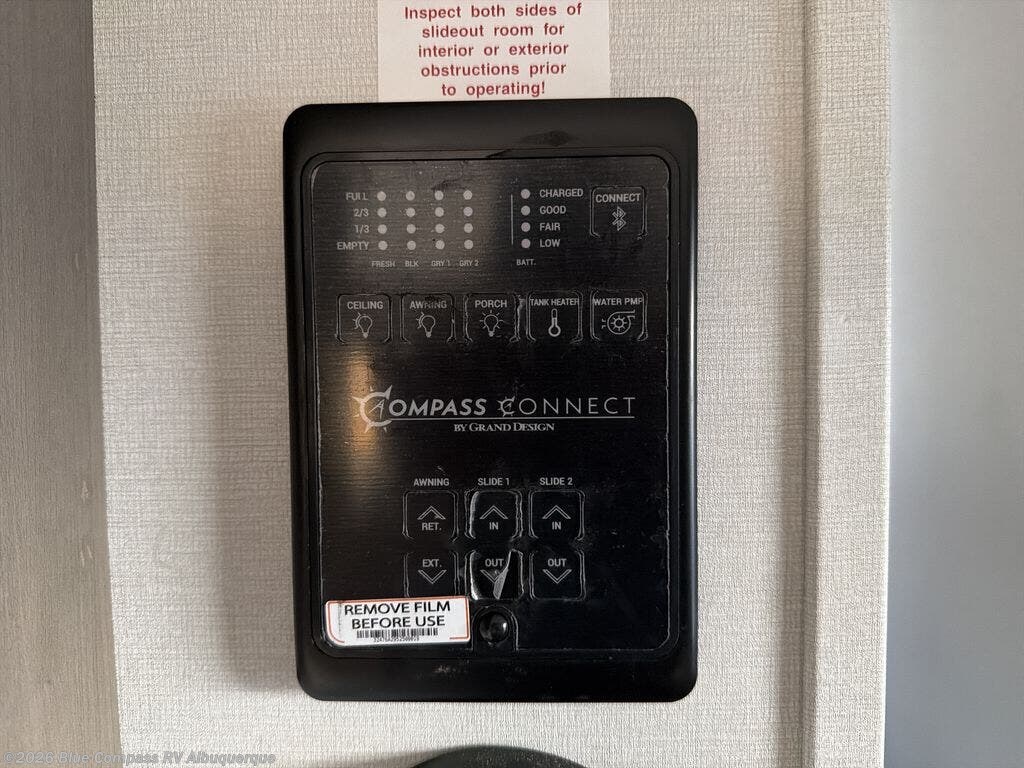 Inspect both sides of
slideout room for
interior or exterior
obstructions prior
to operating!
FULL
2/3
1/3
EMPTY
FRESH BLK GRY 1 GRY 2
CHARGED
GOOD
FAIR
LOW
BATT.
CONNECT
CEILING AWNING PORCH TANK HEATER WATER PMP
COMPASS CONNECT
BY GRAND DESIGN
AWNING SLIDE 1 SLIDE 2
RET. IN IN
EXT. OUT OUT
REMOVE FILM
BEFORE USE
©2026 Blue Compass RV Albuquerque